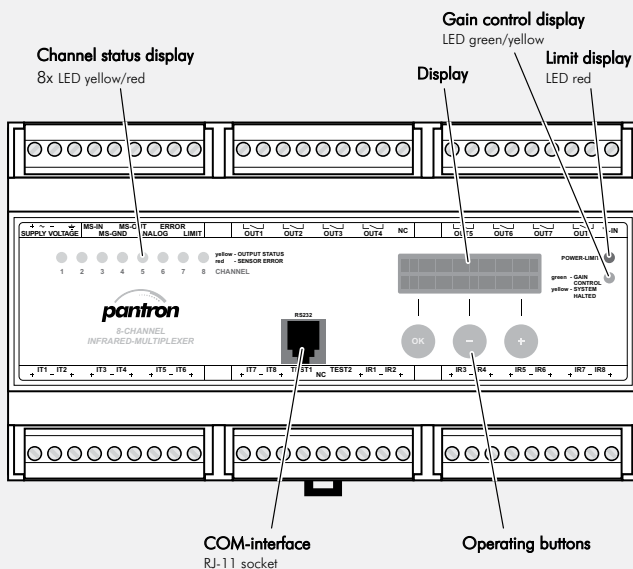 Gain control display
LED green/yellow
Channel status display
8x LED yellow/red
Limit display
LED red
Display
+ ~ - MS-IN MS-OUT ERROR
SUPPLY VOLTAGE MS-GND ANALOG LIMIT
OUT1 OUT2 OUT3 OUT4 NC
OUT5 OUT6 OUT7 -IN
yellow - OUTPUT STATUS
red - SENSOR ERROR
1 2 3 4 5 6 7 8 CHANNEL
POWER-LIMIT
green - GAIN
CONTROL
yellow - SYSTEM
HALTED
pantron
8-CHANNEL
INFRARED-MULTIPLEXER
RS232
OK - +
IT1 IT2 IT3 IT4 IT5 IT6
+ - + + - + + - +
IT7 IT8 TEST1 TEST2 IR1 IR2
+ - + NC + - +
IR3 IR4 IR5 IR6 IR7 IR8
+ - + + - + + - +
COM-interface
RJ-11 socket
Operating buttons